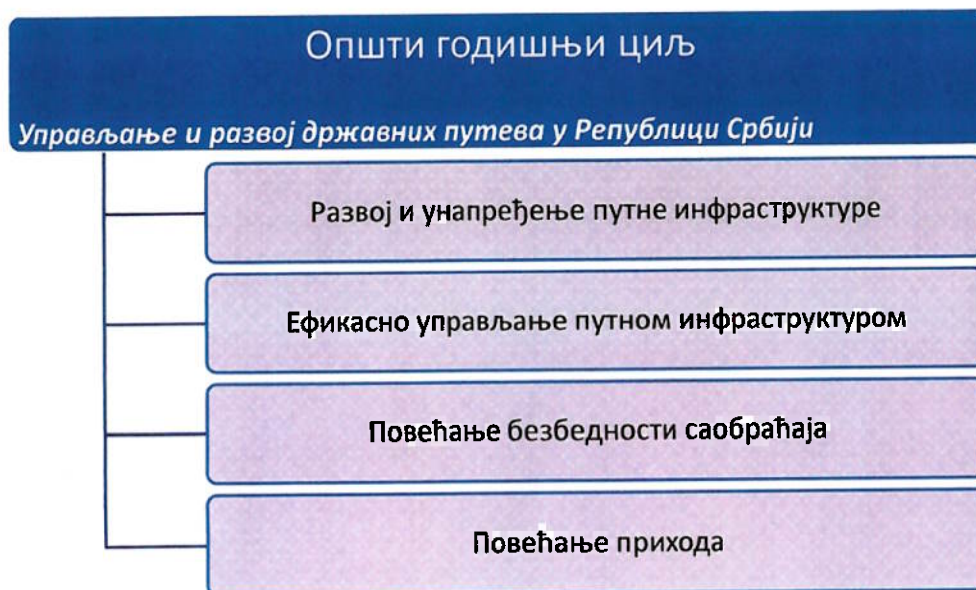 Општи годишњи циљ
Управљање и развој државних путева у Републици Србији
Развој и унапређење путне инфраструктуре
Ефикасно управљање путном инфраструктуром
Повећање безбедности саобраћаја
Повећање прихода